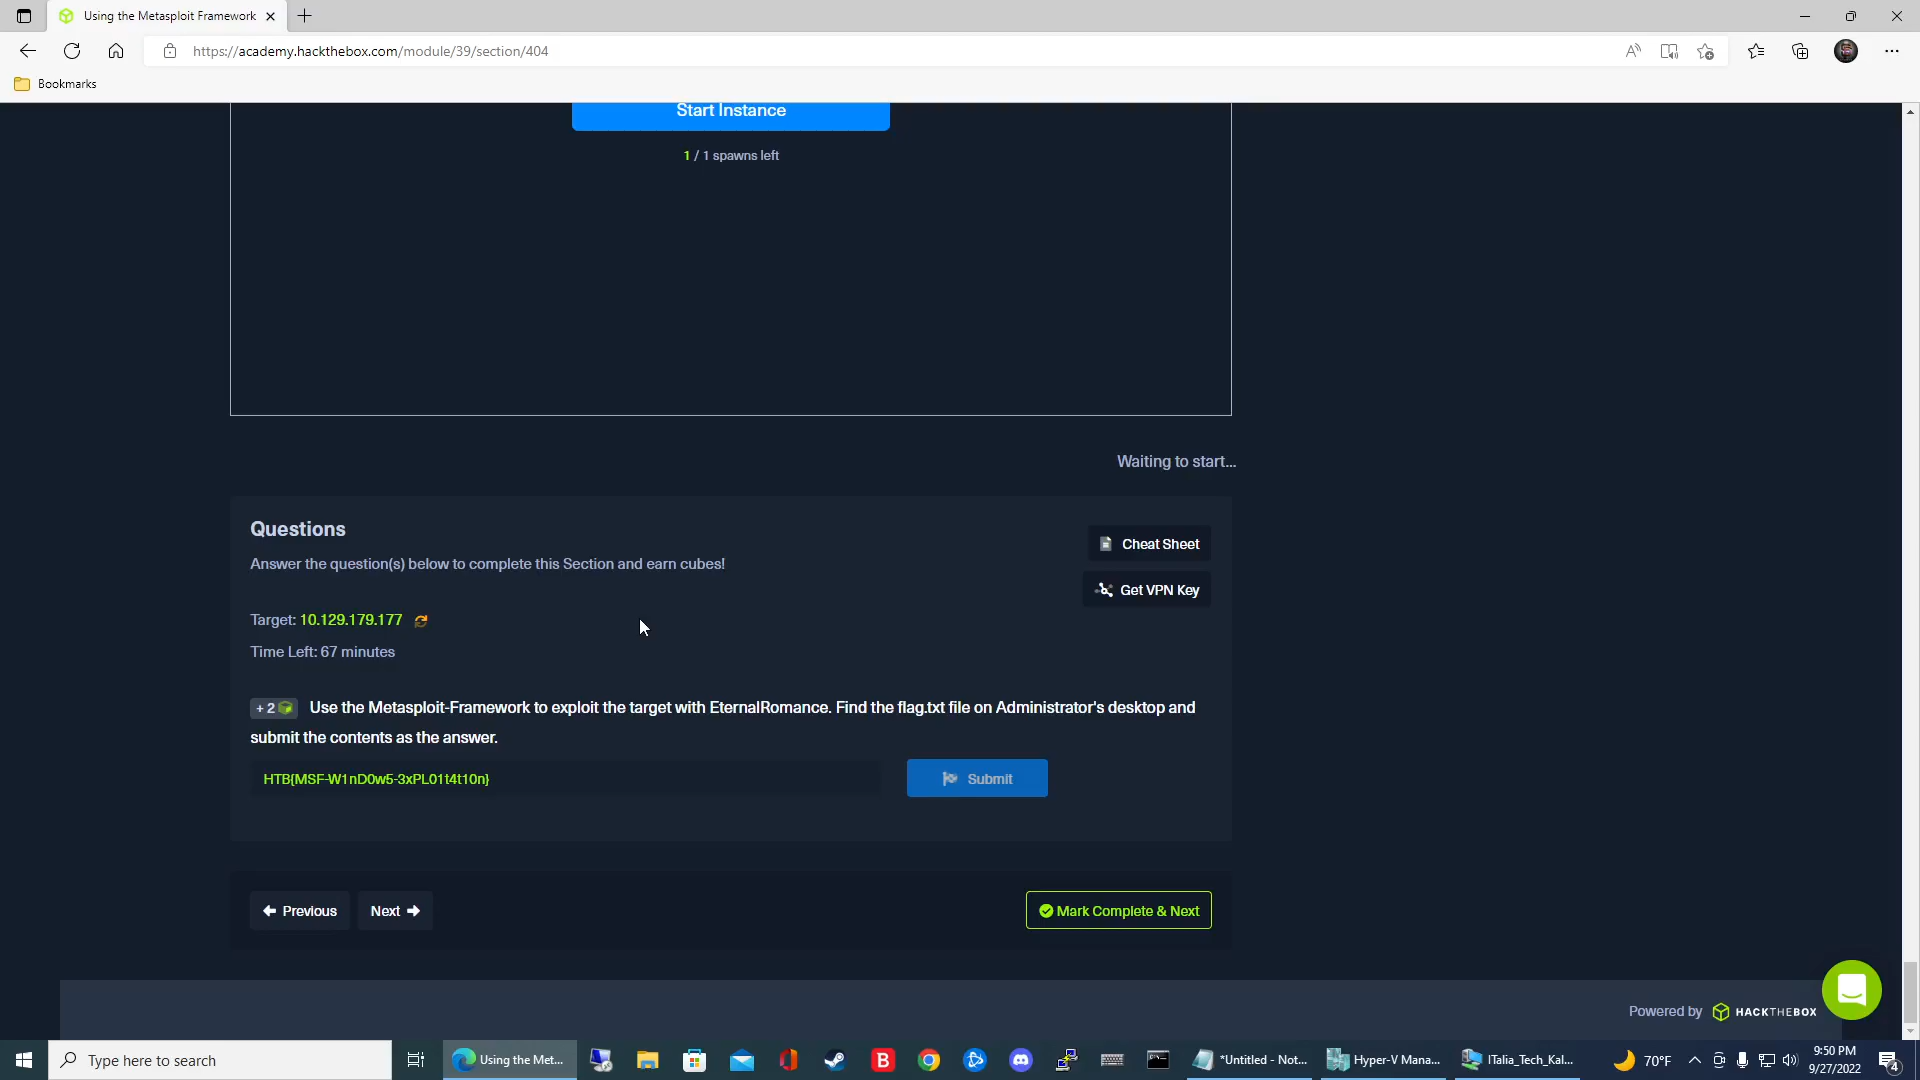 Using the Metasploit Framework
https://academy.hackthebox.com/module/39/section/404
Bookmarks
Start Instance
1 / 1 spawns left
Waiting to start...
Questions
Answer the question(s) below to complete this Section and earn cubes!
Cheat Sheet
Get VPN Key
Target: 10.129.179.177
Time Left: 67 minutes
+ 2 Use the Metasploit-Framework to exploit the target with EternalRomance. Find the flag.txt file on Administrator's desktop and
submit the contents as the answer.
HTB{MSF-W1nD0w5-3xPL01t4t10n}
Submit
Previous
Next
Mark Complete & Next
Powered by HACKTHEBOX
Type here to search
Using the Met...
*Untitled - Not...
Hyper-V Mana...
ITalia_Tech_Kal...
70°F
9:50 PM
9/27/2022
4